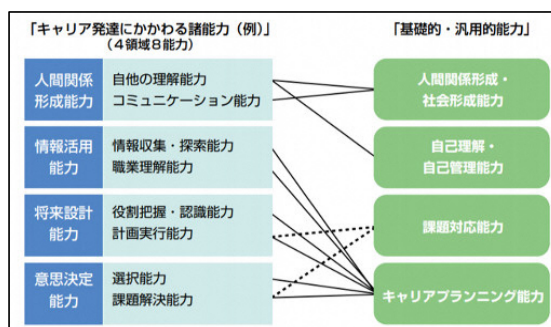 「キャリア発達にかかわる諸能力（例）」
（４領域８能力）
「基礎的・汎用的能力」
人間関係
形成能力
自他の理解能力
コミュニケーション能力
情報活用
能力
情報収集・探索能力
職業理解能力
将来設計
能力
役割把握・認識能力
計画実行能力
意思決定
能力
選択能力
課題解決能力
人間関係形成・
社会形成能力
自己理解・
自己管理能力
課題対応能力
キャリアプランニング能力